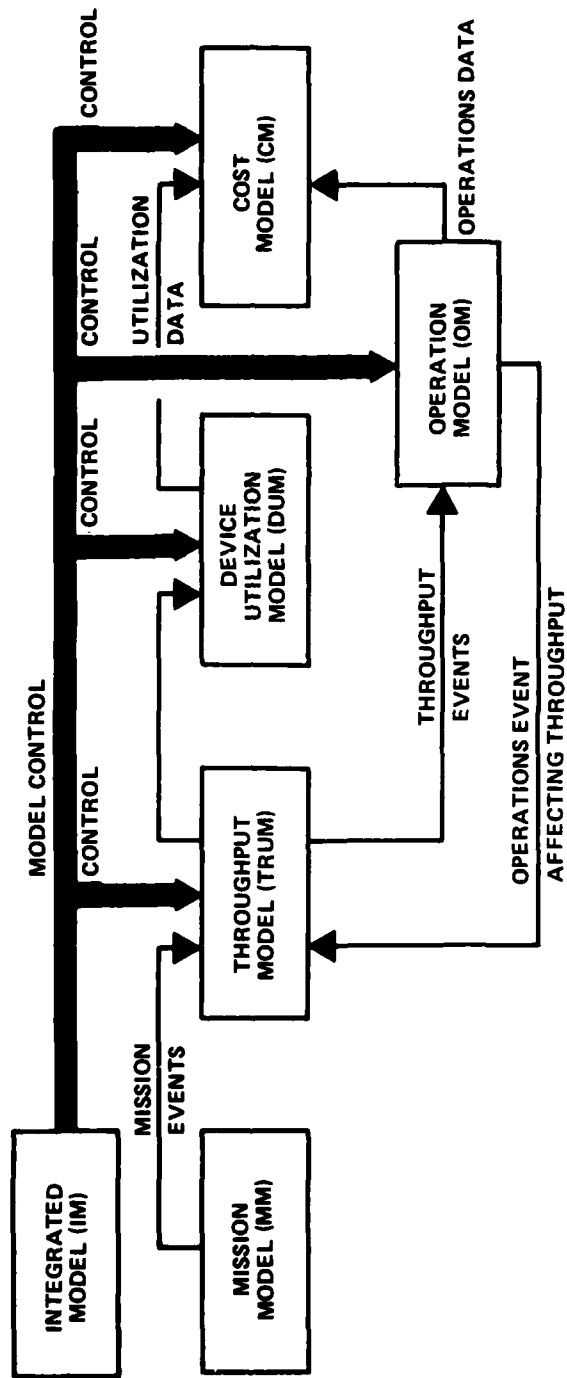 INTEGRATED
MODEL (IM)
MODEL CONTROL
CONTROL
CONTROL
CONTROL
CONTROL
MISSION
EVENTS
UTILIZATION
DATA
MISSION
MODEL (MM)
THROUGHPUT
MODEL (TRUM)
DEVICE
UTILIZATION
MODEL (DUM)
COST
MODEL (CM)
THROUGHPUT
EVENTS
OPERATION
MODEL (OM)
OPERATIONS DATA
OPERATIONS EVENT
AFFECTING THROUGHPUT